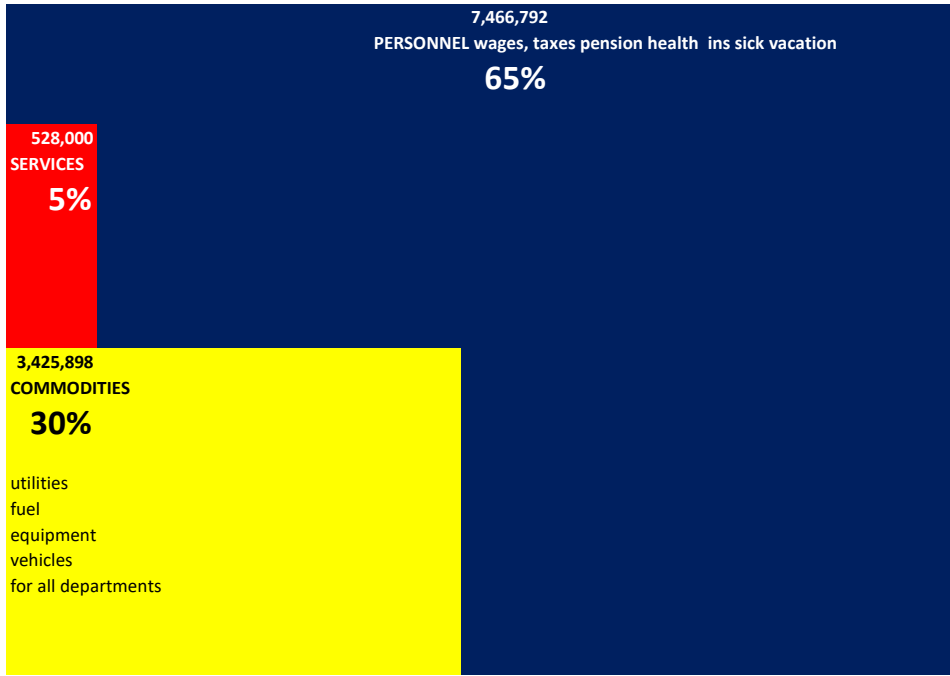 7,466,792
PERSONNEL wages, taxes pension health  ins sick vacation
65%
528,000
SERVICES
5%
3,425,898
COMMODITIES
30%
utilities
fuel
equipment
vehicles
for all departments